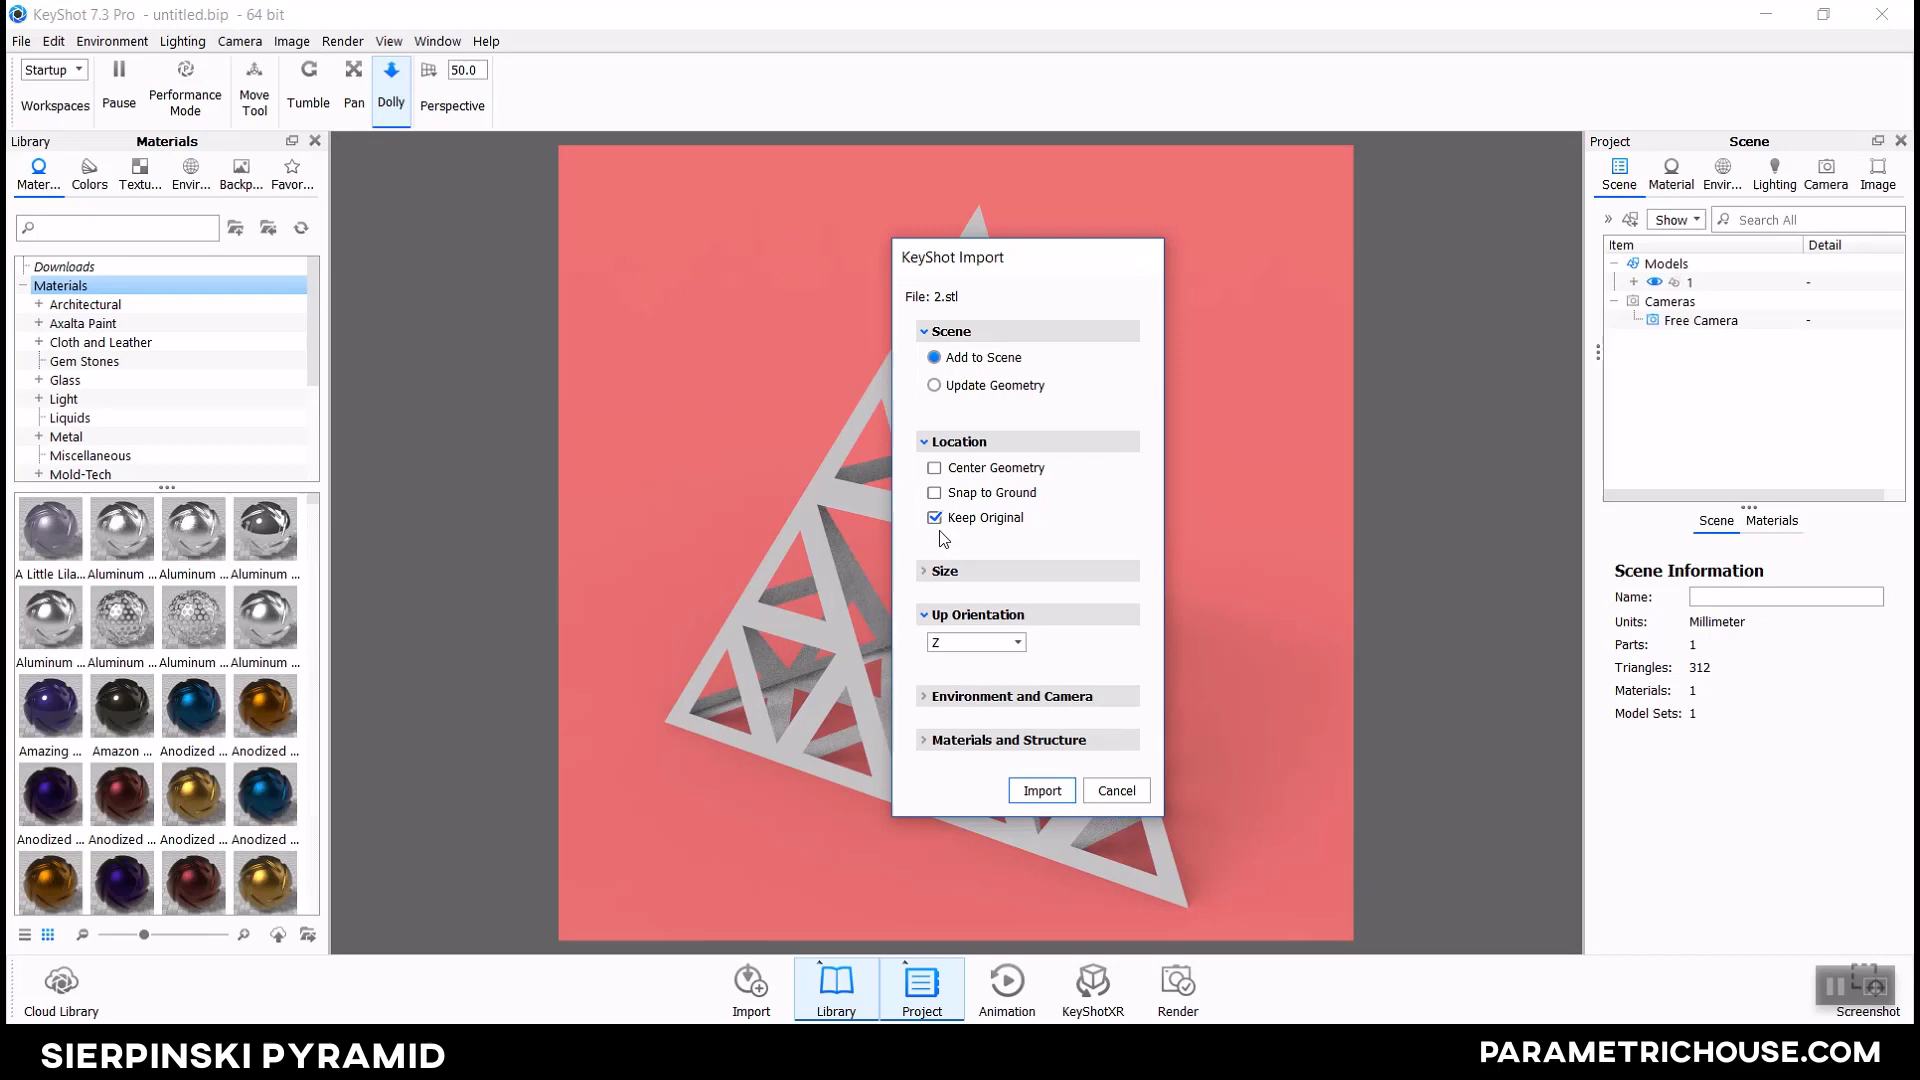 KeyShot 7.3 Pro - untitled.bip - 64 bit
File Edit Environment Lighting Camera Image Render View Window Help
Startup
50.0
Workspaces Pause Performance Mode Move Tool Tumble Pan Dolly Perspective
Library Materials
Mater... Colors Textu... Envir... Backp... Favor...
Downloads
Materials
Architectural
Axalta Paint
Cloth and Leather
Gem Stones
Glass
Light
Liquids
Metal
Miscellaneous
Mold-Tech
A Little Lila... Aluminum ... Aluminum ... Aluminum ...
Aluminum ... Aluminum ... Aluminum ... Aluminum ...
Amazing ... Amazon ... Anodized ... Anodized ...
Anodized ... Anodized ... Anodized ... Anodized ...
KeyShot Import
File: 2.stl
Scene
Add to Scene
Update Geometry
Location
Center Geometry
Snap to Ground
Keep Original
Size
Up Orientation
Z
Environment and Camera
Materials and Structure
Import Cancel
Project Scene
Scene Material Envir... Lighting Camera Image
Show Search All
Item Detail
Models
1 -
Cameras
Free Camera -
Scene Materials
Scene Information
Name:
Units: Millimeter
Parts: 1
Triangles: 312
Materials: 1
Model Sets: 1
Cloud Library Import Library Project Animation KeyShotXR Render Screenshot
SIERPINSKI PYRAMID
PARAMETRICHOUSE.COM